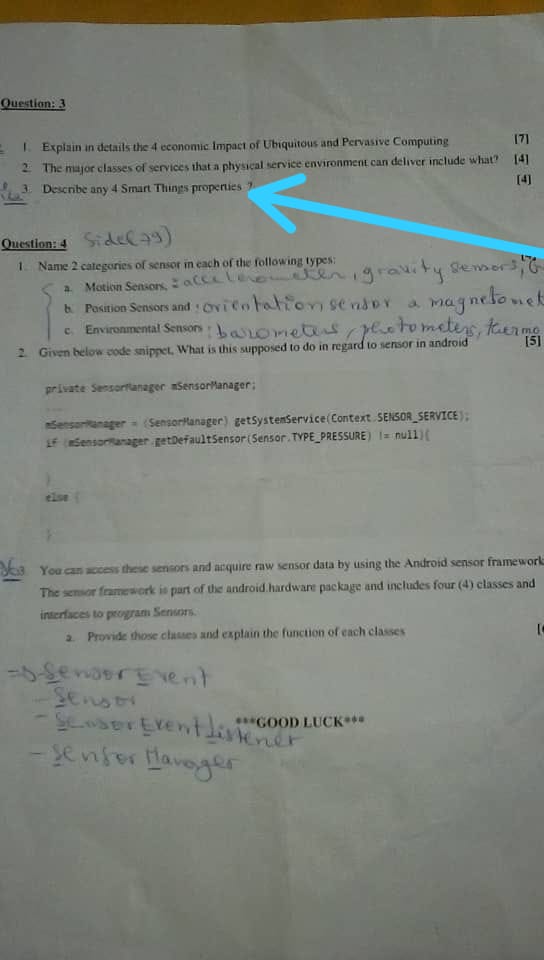 Question: 3
1. Explain in details the 4 economic Impact of Ubiquitous and Pervasive Computing [7]
2. The major classes of services that a physical service environment can deliver include what? [4]
3. Describe any 4 Smart Things properties ? [4]
Question: 4 Side(79)
1. Name 2 categories of sensor in each of the following types:
a. Motion Sensors, : accelerometer, gravity sensors,
b. Position Sensors and : orientation sensor a magnetomet
c. Environmental Sensors : barometers, photometers, thermo
2. Given below code snippet, What is this supposed to do in regard to sensor in android [5]
private SensorManager mSensorManager;
...
mSensorManager = (SensorManager) getSystemService(Context.SENSOR_SERVICE);
if (mSensorManager.getDefaultSensor(Sensor.TYPE_PRESSURE) != null){
}
else {
}
3. You can access these sensors and acquire raw sensor data by using the Android sensor framework
The sensor framework is part of the android.hardware package and includes four (4) classes and
interfaces to program Sensors.
a. Provide those classes and explain the function of each classes
=> - Sensor Event
- Sensor
- Sensor Event Listener
***GOOD LUCK***
- Sensor Manager